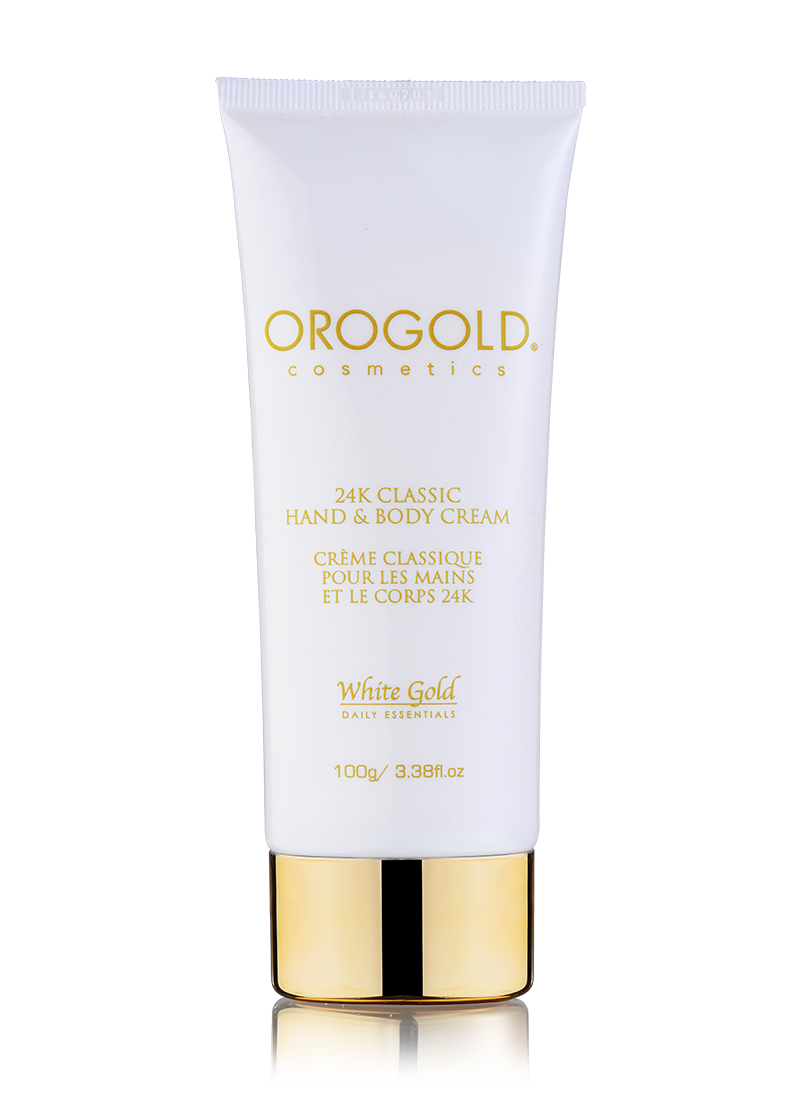 OROGOLD®
cosmetics
24K CLASSIC
HAND & BODY CREAM
CRÈME CLASSIQUE
POUR LES MAINS
ET LE CORPS 24K
White Gold
DAILY ESSENTIALS
100g/ 3.38fl.oz